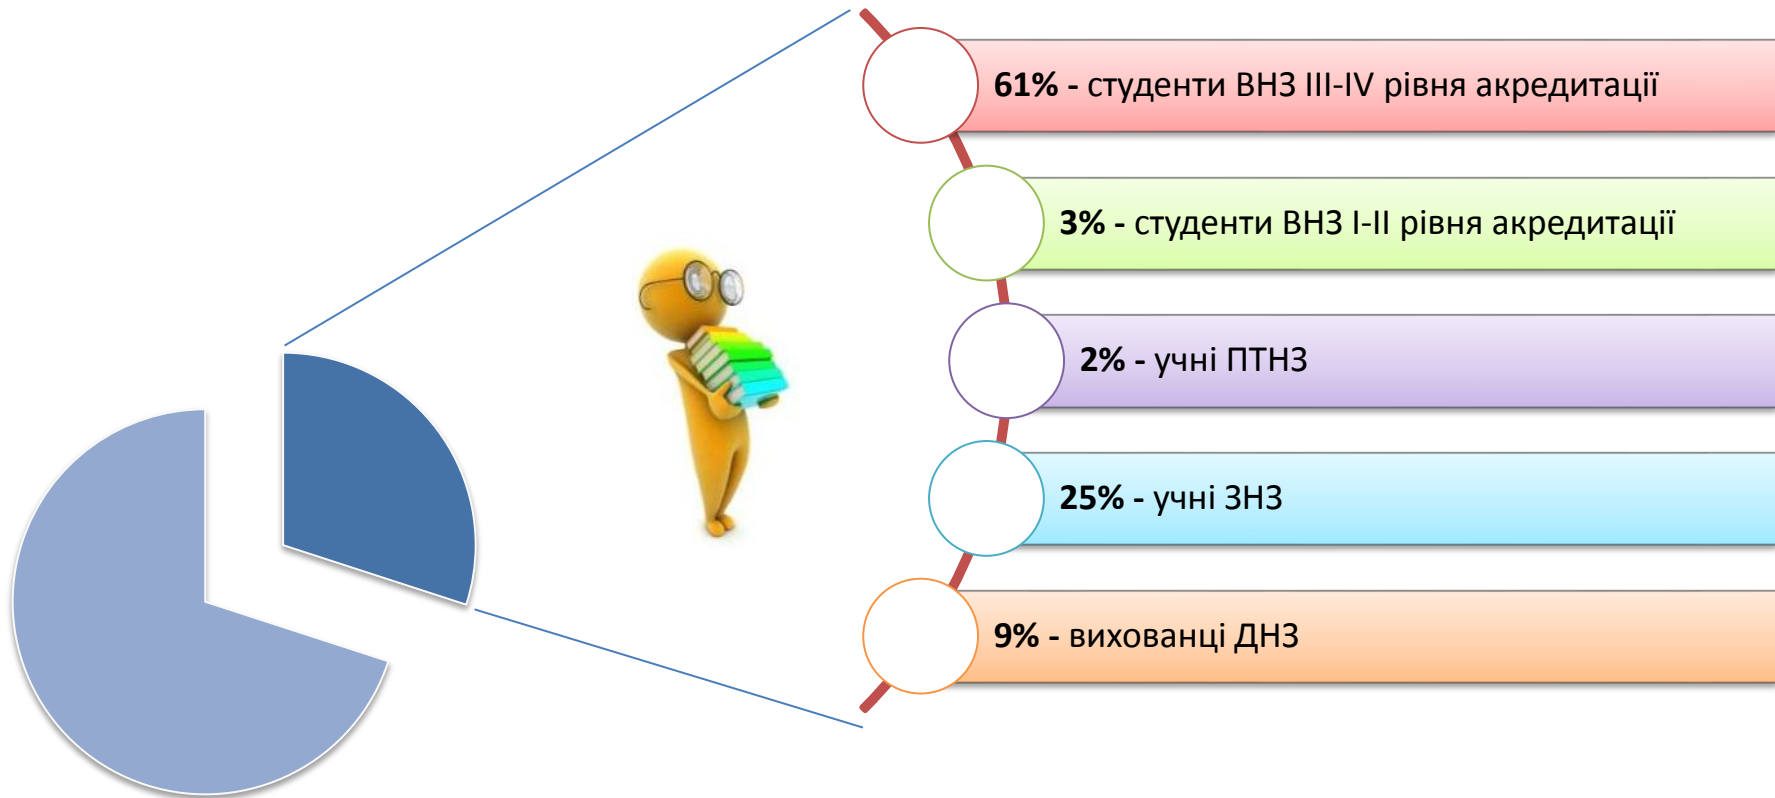 61% - студенти ВНЗ III-IV рівня акредитації
3% - студенти ВНЗ I-II рівня акредитації
2% - учні ПТНЗ
25% - учні ЗНЗ
9% - вихованці ДНЗ